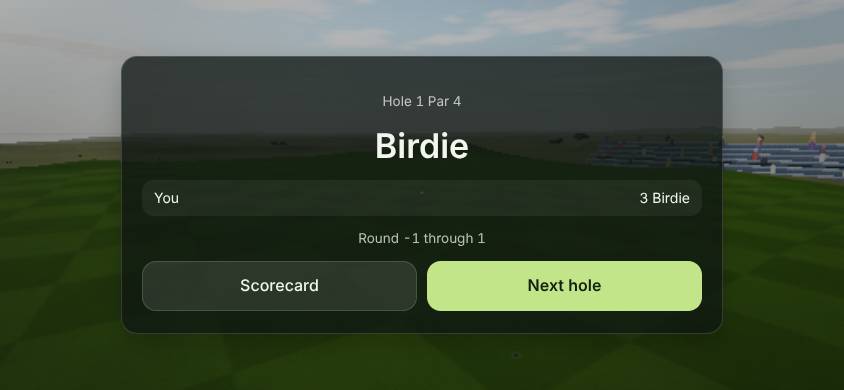 Hole 1 Par 4
Birdie
You 3 Birdie
Round -1 through 1
Scorecard Next hole